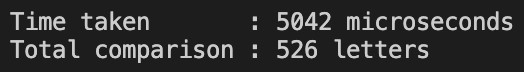 Time taken       : 5042 microseconds
Total comparison : 526 letters